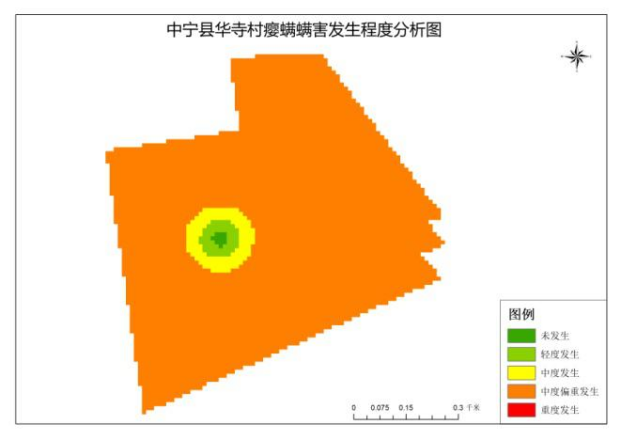 中宁县华寺村瘿螨螨害发生程度分析图
图例
未发生
轻度发生
中度发生
中度偏重发生
重度发生
0 0.075 0.15 0.3 千米